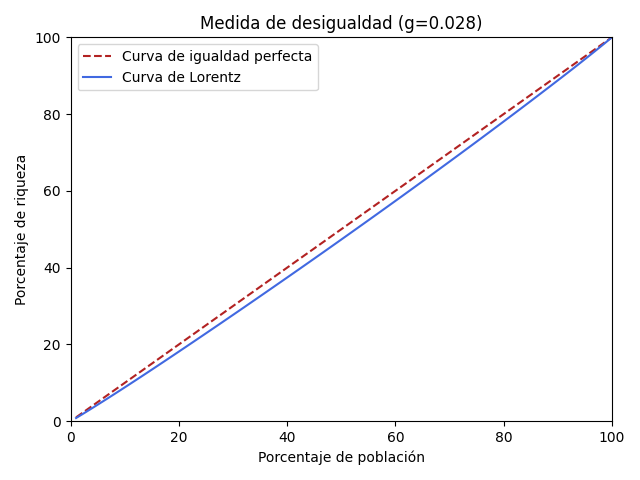 Medida de desigualdad (g=0.028)
Curva de igualdad perfecta
Curva de Lorentz
Porcentaje de riqueza
100
80
60
40
20
0
0 20 40 60 80 100
Porcentaje de población